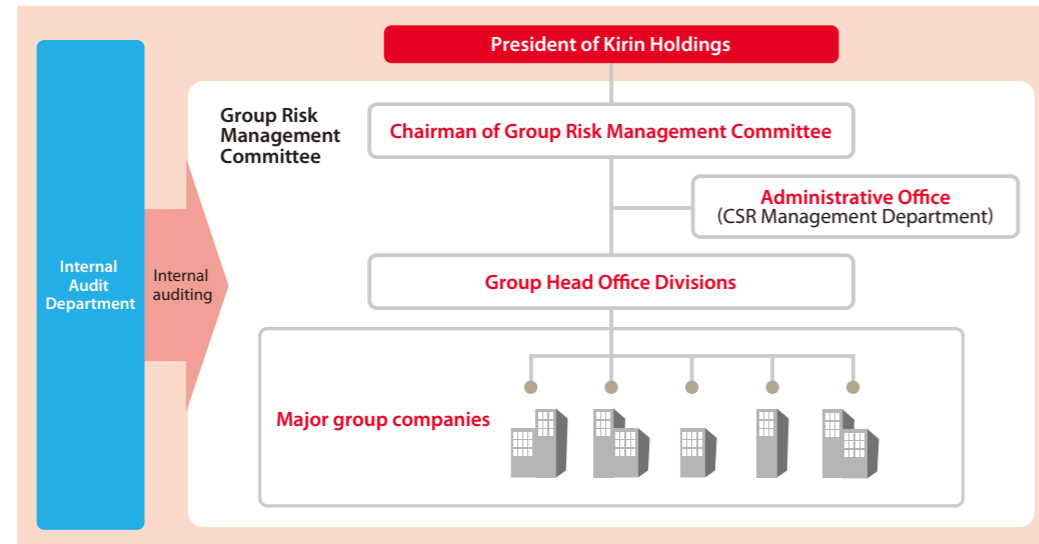 President of Kirin Holdings
Group Risk
Management
Committee
Chairman of Group Risk Management Committee
Administrative Office
(CSR Management Department)
Internal
Audit
Department
Internal
auditing
Group Head Office Divisions
Major group companies